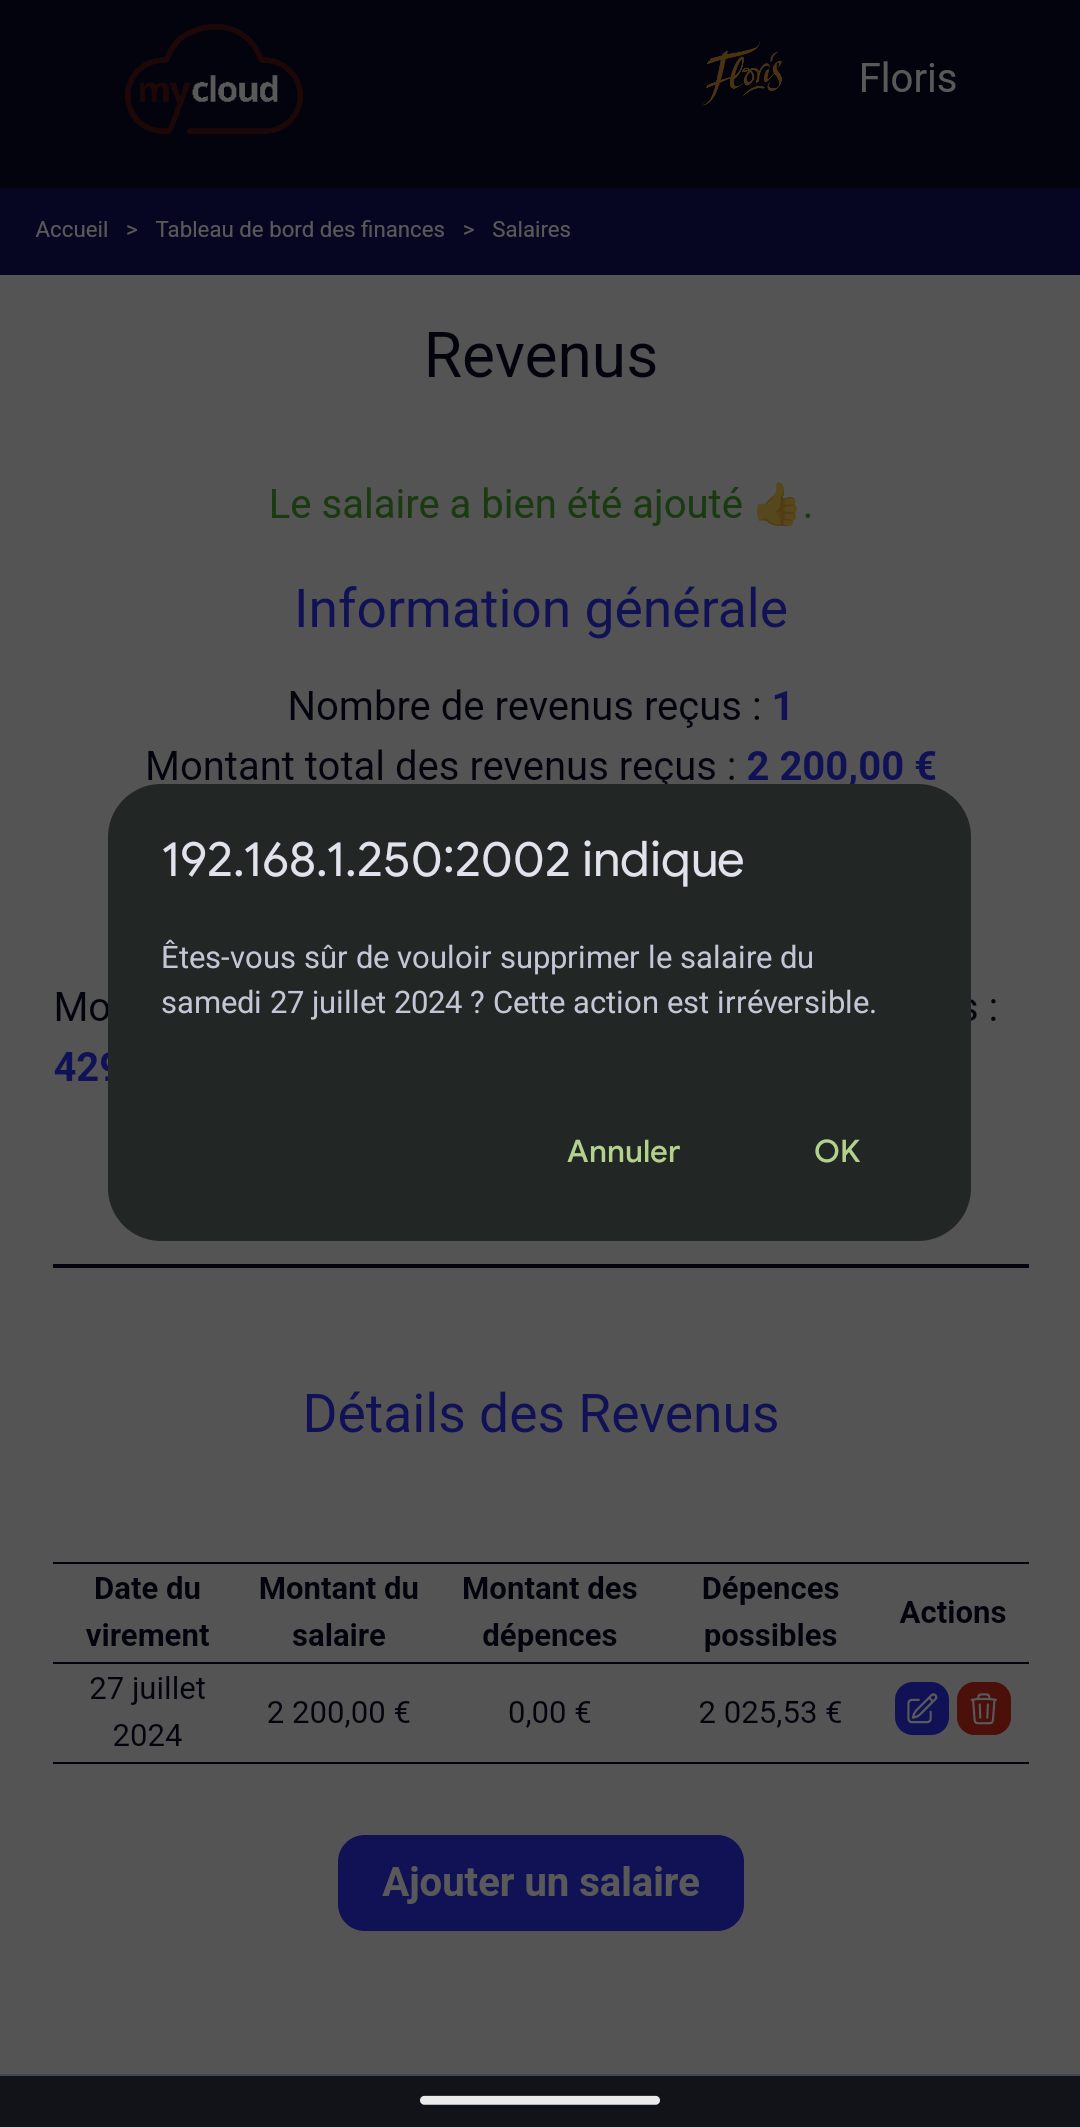 mycloud
Floris
Floris
Accueil > Tableau de bord des finances > Salaires
Revenus
Le salaire a bien été ajouté 👍.
Information générale
Nombre de revenus reçus : 1
Montant total des revenus reçus : 2 200,00 €
192.168.1.250:2002 indique
Êtes-vous sûr de vouloir supprimer le salaire du
samedi 27 juillet 2024 ? Cette action est irréversible.
Annuler OK
Détails des Revenus
Date du virement Montant du salaire Montant des dépences Dépences possibles Actions
27 juillet 2024 2 200,00 € 0,00 € 2 025,53 €
Ajouter un salaire